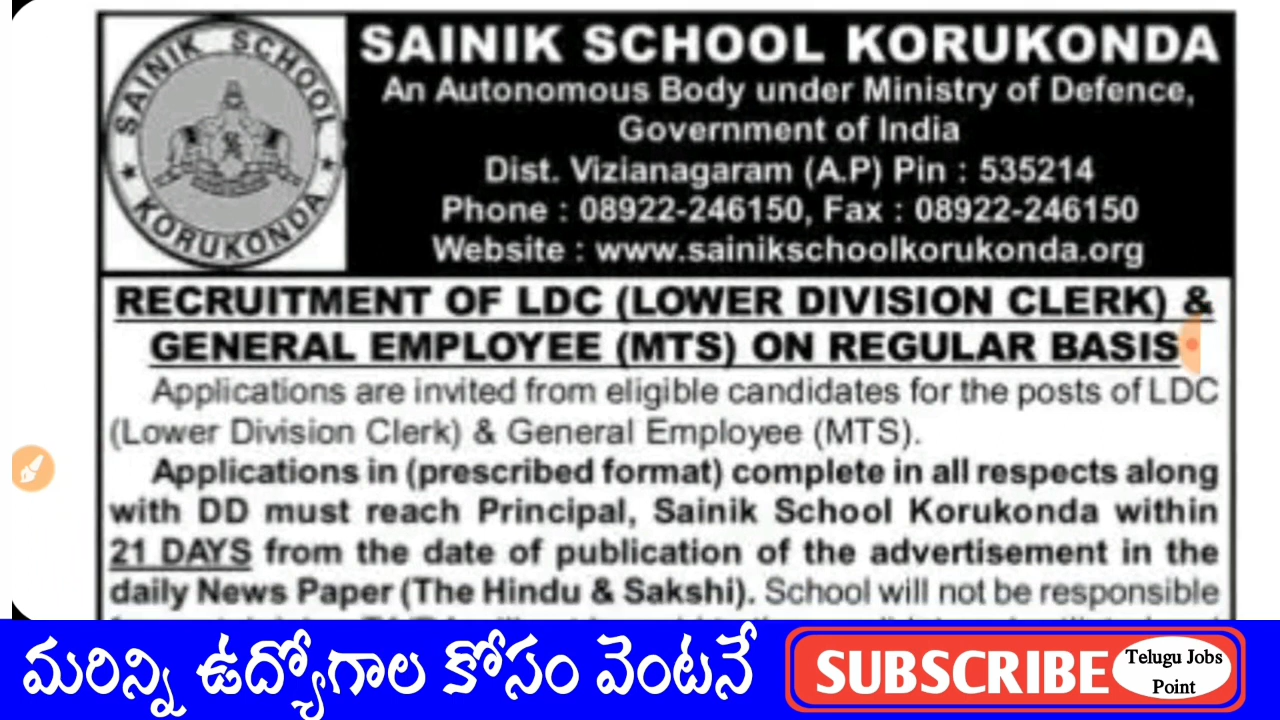 SAINIK SCHOOL
KORUKONDA
SAINIK SCHOOL KORUKONDA
An Autonomous Body under Ministry of Defence,
Government of India
Dist. Vizianagaram (A.P) Pin : 535214
Phone : 08922-246150, Fax : 08922-246150
Website : www.sainikschoolkorukonda.org
RECRUITMENT OF LDC (LOWER DIVISION CLERK) &
GENERAL EMPLOYEE (MTS) ON REGULAR BASIS
Applications are invited from eligible candidates for the posts of LDC
(Lower Division Clerk) & General Employee (MTS).
Applications in (prescribed format) complete in all respects along
with DD must reach Principal, Sainik School Korukonda within
21 DAYS from the date of publication of the advertisement in the
daily News Paper (The Hindu & Sakshi). School will not be responsible
మరిన్ని ఉద్యోగాల కోసం వెంటనే
SUBSCRIBE
Telugu Jobs
Point